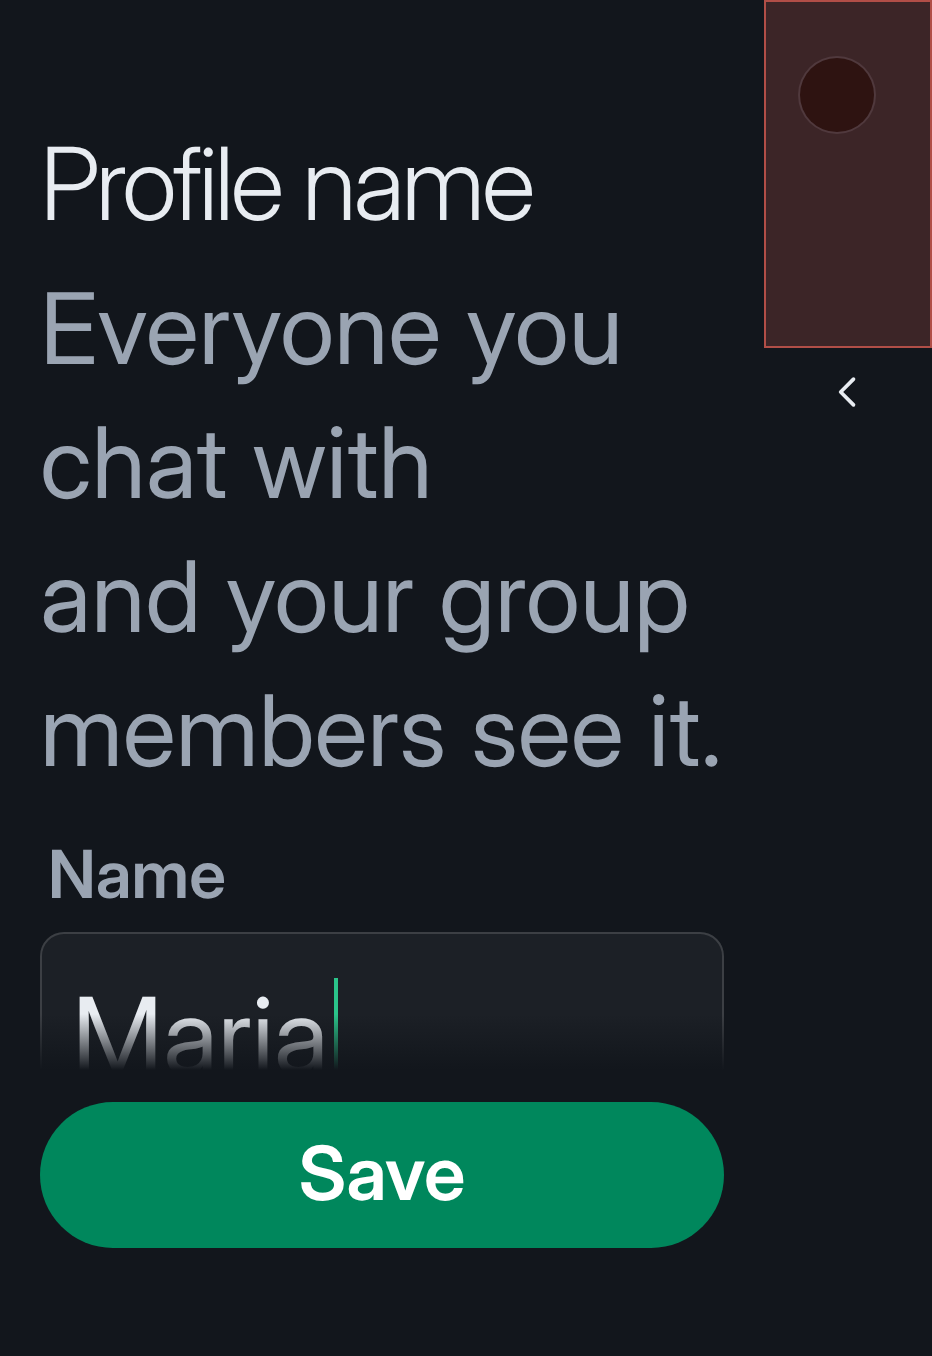 Profile name
Everyone you
chat with
and your group
members see it.
Name
Maria
Save